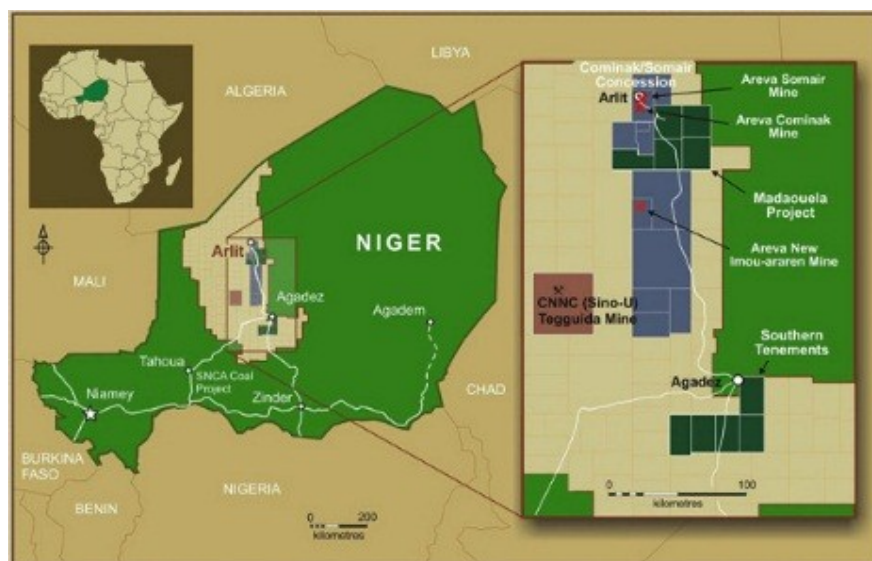 LIBYA
ALGERIA
MALI
NIGER
Arlit
Agadez
Agadem
Tahoua
SNCA Coal
Project
Niamey
Zinder
CHAD
BURKINA
FASO
BENIN
NIGERIA
0 200
kilometres
Cominak/Somair
Concession
Arlit
Areva Somair
Mine
Areva Cominak
Mine
Madaouela
Project
Areva New
Imou-araren Mine
CNNC (Sino-U)
Tegguida Mine
Southern
Tenements
Agadez
0 100
kilometres